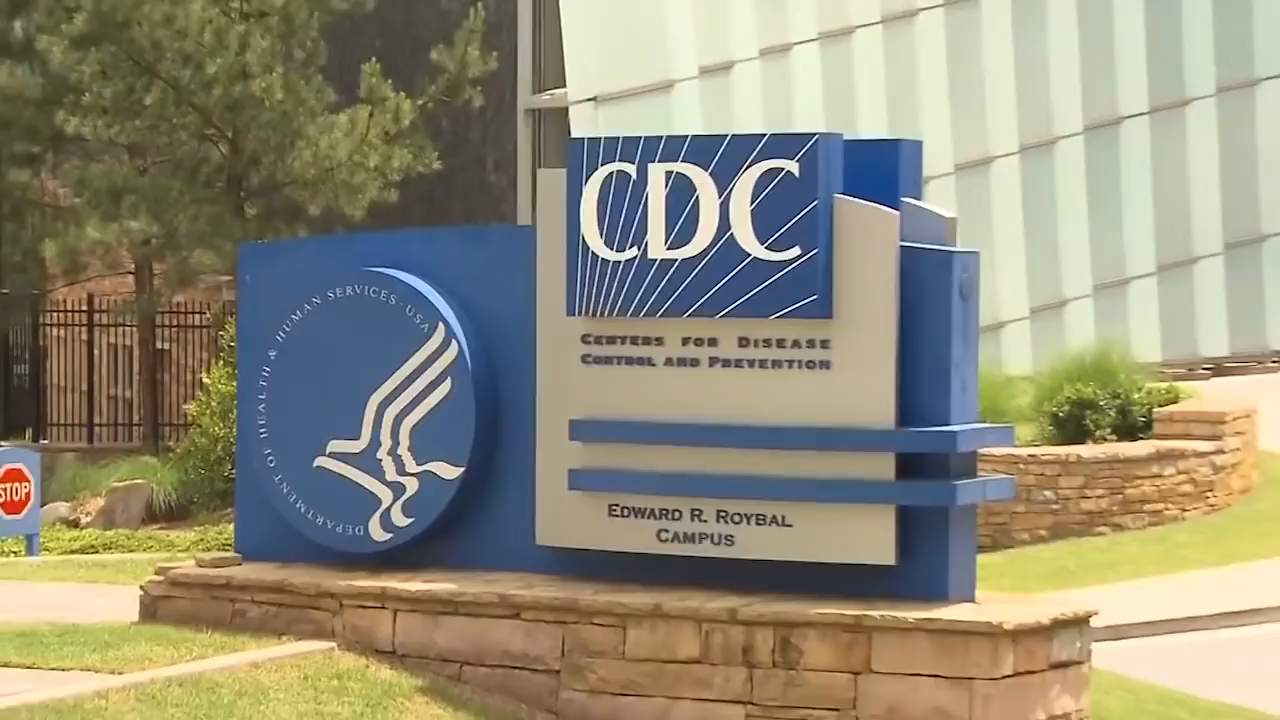 DEPARTMENT OF HEALTH & HUMAN SERVICES · USA
CDC
CENTERS FOR DISEASE
CONTROL AND PREVENTION
EDWARD R. ROYBAL
CAMPUS
STOP